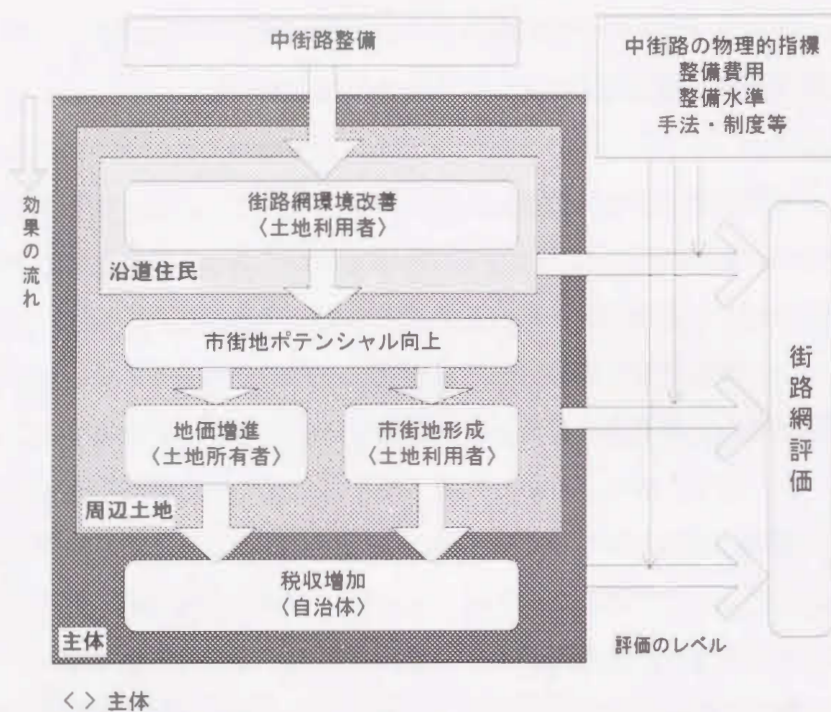 中街路整備
中街路の物理的指標
整備費用
整備水準
手法・制度等
効果の流れ
街路網環境改善
〈土地利用者〉
沿道住民
市街地ポテンシャル向上
地価増進
〈土地所有者〉
市街地形成
〈土地利用者〉
周辺土地
税収増加
〈自治体〉
主体
街路網評価
評価のレベル
〈 〉主体